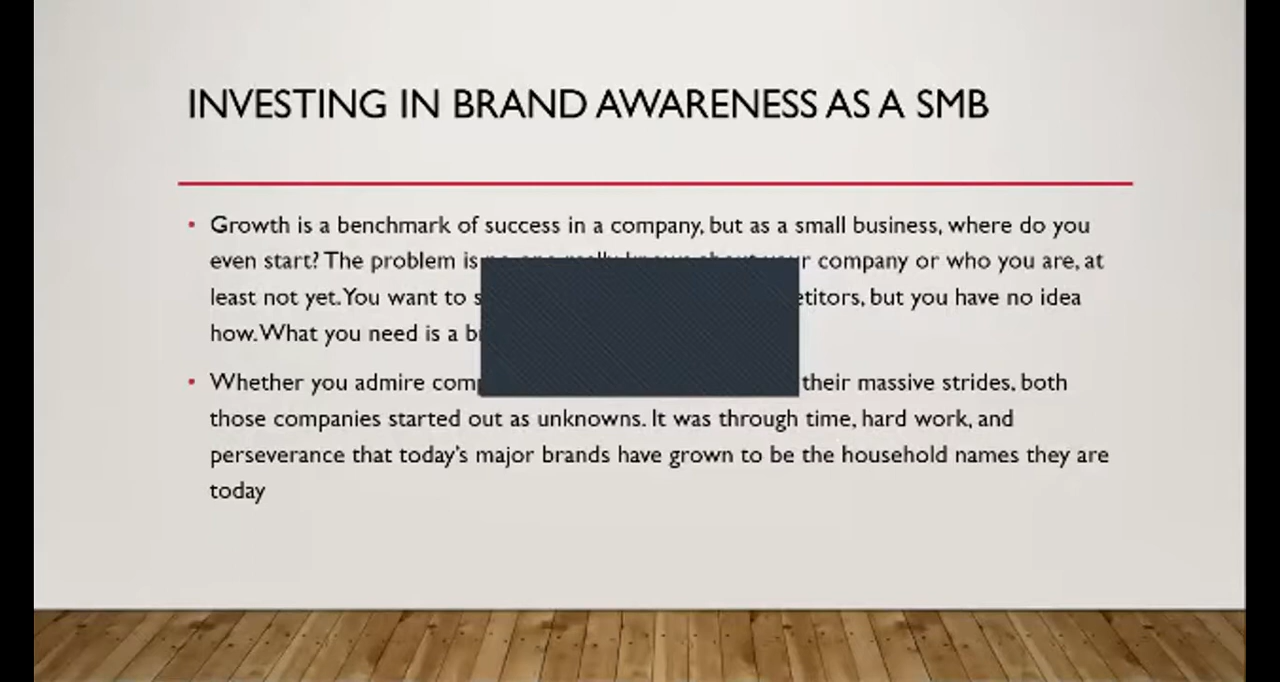 INVESTING IN BRAND AWARENESS AS A SMB
• Growth is a benchmark of success in a company, but as a small business, where do you
even start? The problem is no one really knows about your company or who you are, at
least not yet. You want to but you have no idea
how. What you need is a
• Whether you admire their massive strides, both
those companies started out as unknowns. It was through time, hard work, and
perseverance that today's major brands have grown to be the household names they are
today